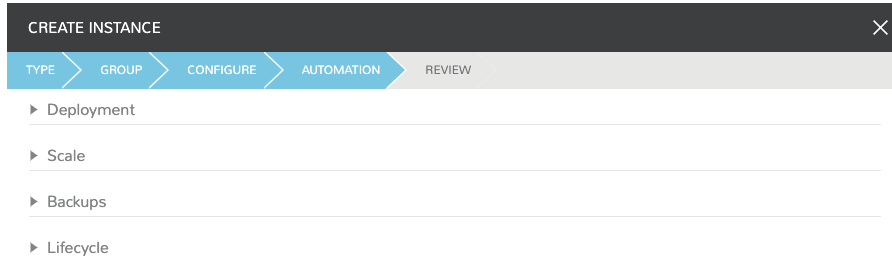 CREATE INSTANCE
TYPE GROUP CONFIGURE AUTOMATION REVIEW
Deployment
Scale
Backups
Lifecycle